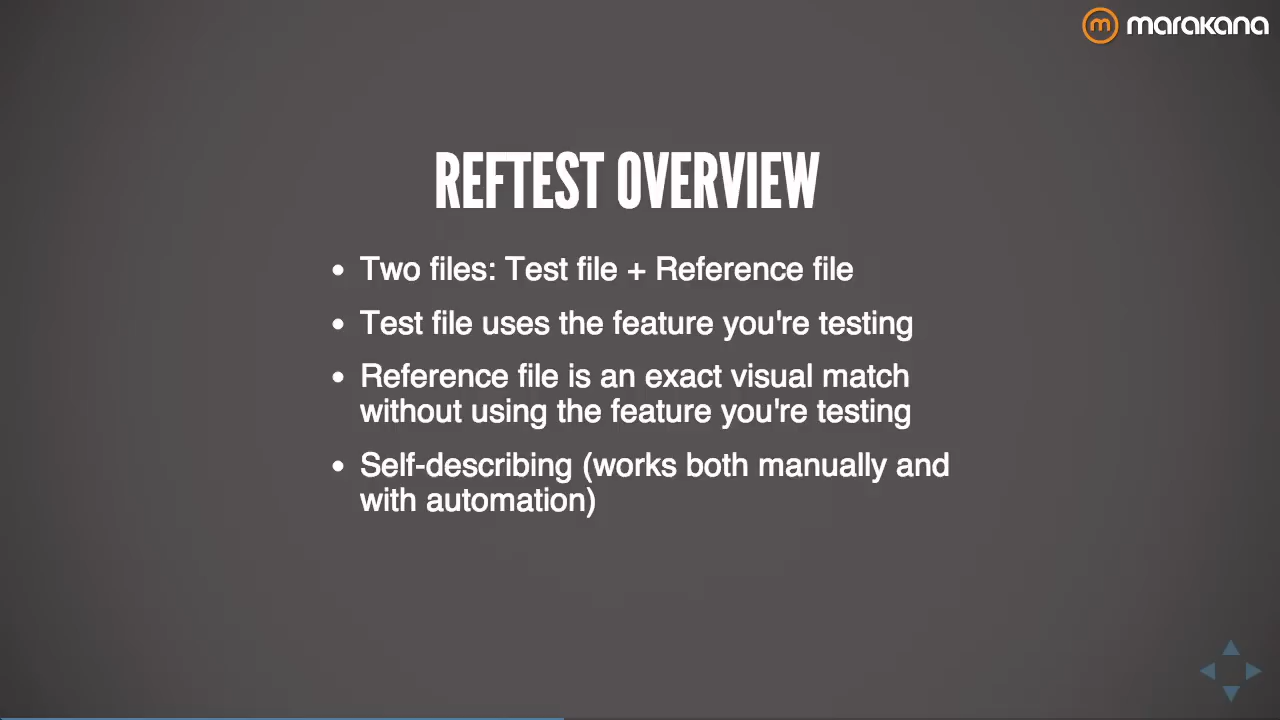 marakana
REFTEST OVERVIEW
• Two files: Test file + Reference file
• Test file uses the feature you're testing
• Reference file is an exact visual match
without using the feature you're testing
• Self-describing (works both manually and
with automation)